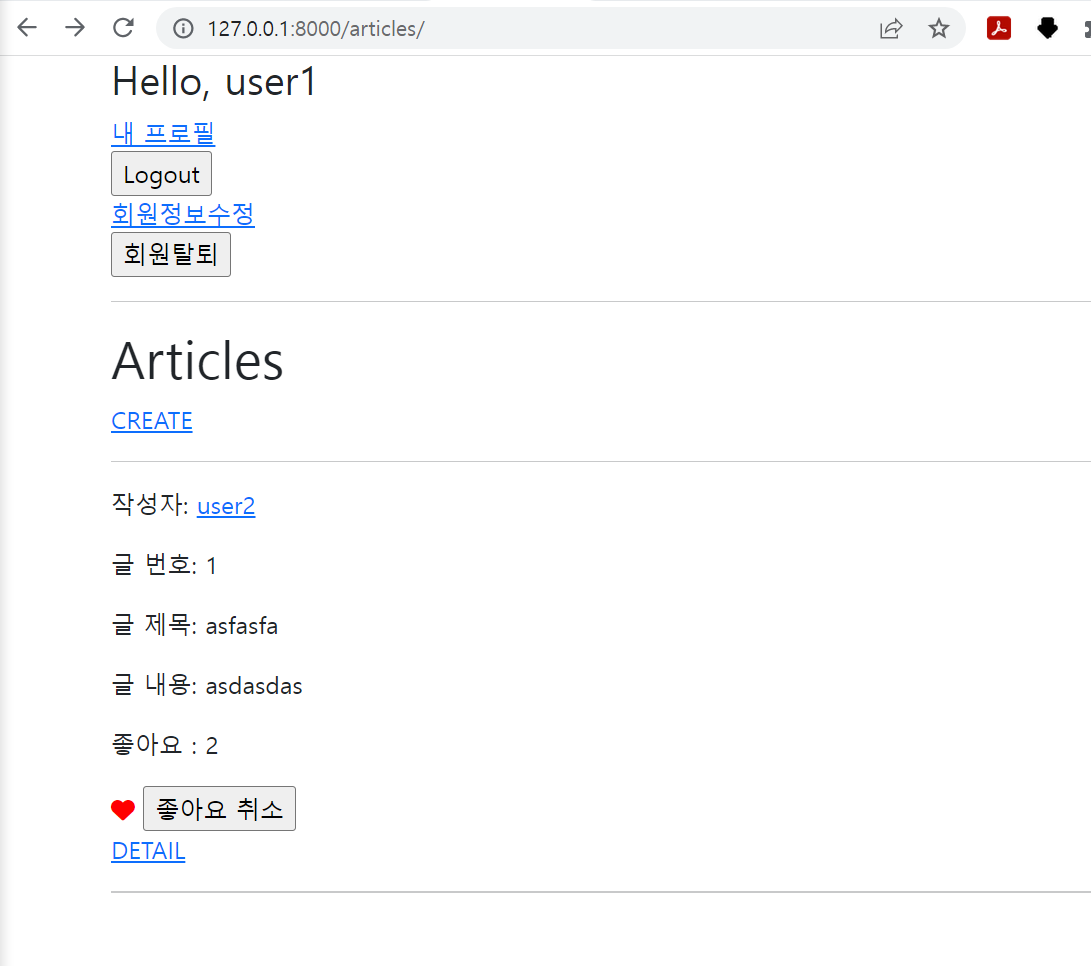 127.0.0.1:8000/articles/
Hello, user1
내 프로필
Logout
회원정보수정
회원탈퇴
Articles
CREATE
작성자: user2
글 번호: 1
글 제목: asfasfa
글 내용: asdasdas
좋아요 : 2
좋아요 취소
DETAIL